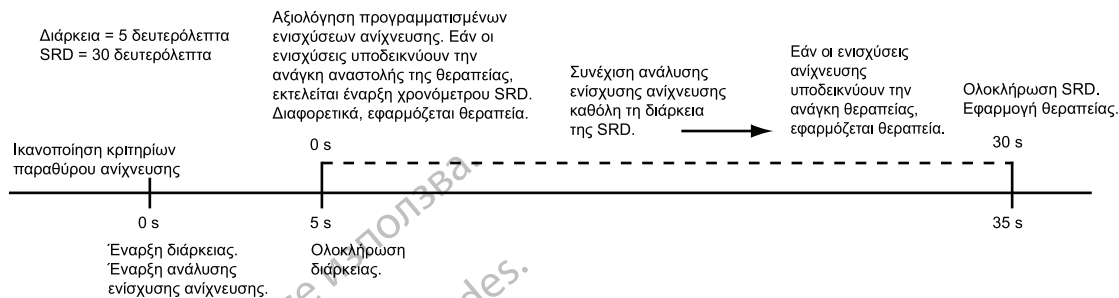 Διάρκεια = 5 δευτερόλεπτα
SRD = 30 δευτερόλεπτα
Αξιολόγηση προγραμματισμένων
ενισχύσεων ανίχνευσης. Εάν οι
ενισχύσεις υποδεικνύουν την
ανάγκη αναστολής της θεραπείας,
εκτελείται έναρξη χρονόμετρου SRD.
Διαφορετικά, εφαρμόζεται θεραπεία.
Συνέχιση ανάλυσης
ενίσχυσης ανίχνευσης
καθόλη τη διάρκεια
της SRD.
Εάν οι ενισχύσεις
ανίχνευσης
υποδεικνύουν την
ανάγκη θεραπείας,
εφαρμόζεται θεραπεία.
Ολοκλήρωση SRD.
Εφαρμογή θεραπείας.
0 s
30 s
Ικανοποίηση κριτηρίων
παραθύρου ανίχνευσης
0 s
5 s
35 s
Έναρξη διάρκειας.
Έναρξη ανάλυσης
ενίσχυσης ανίχνευσης.
Ολοκλήρωση
διάρκειας.
използва.
des.